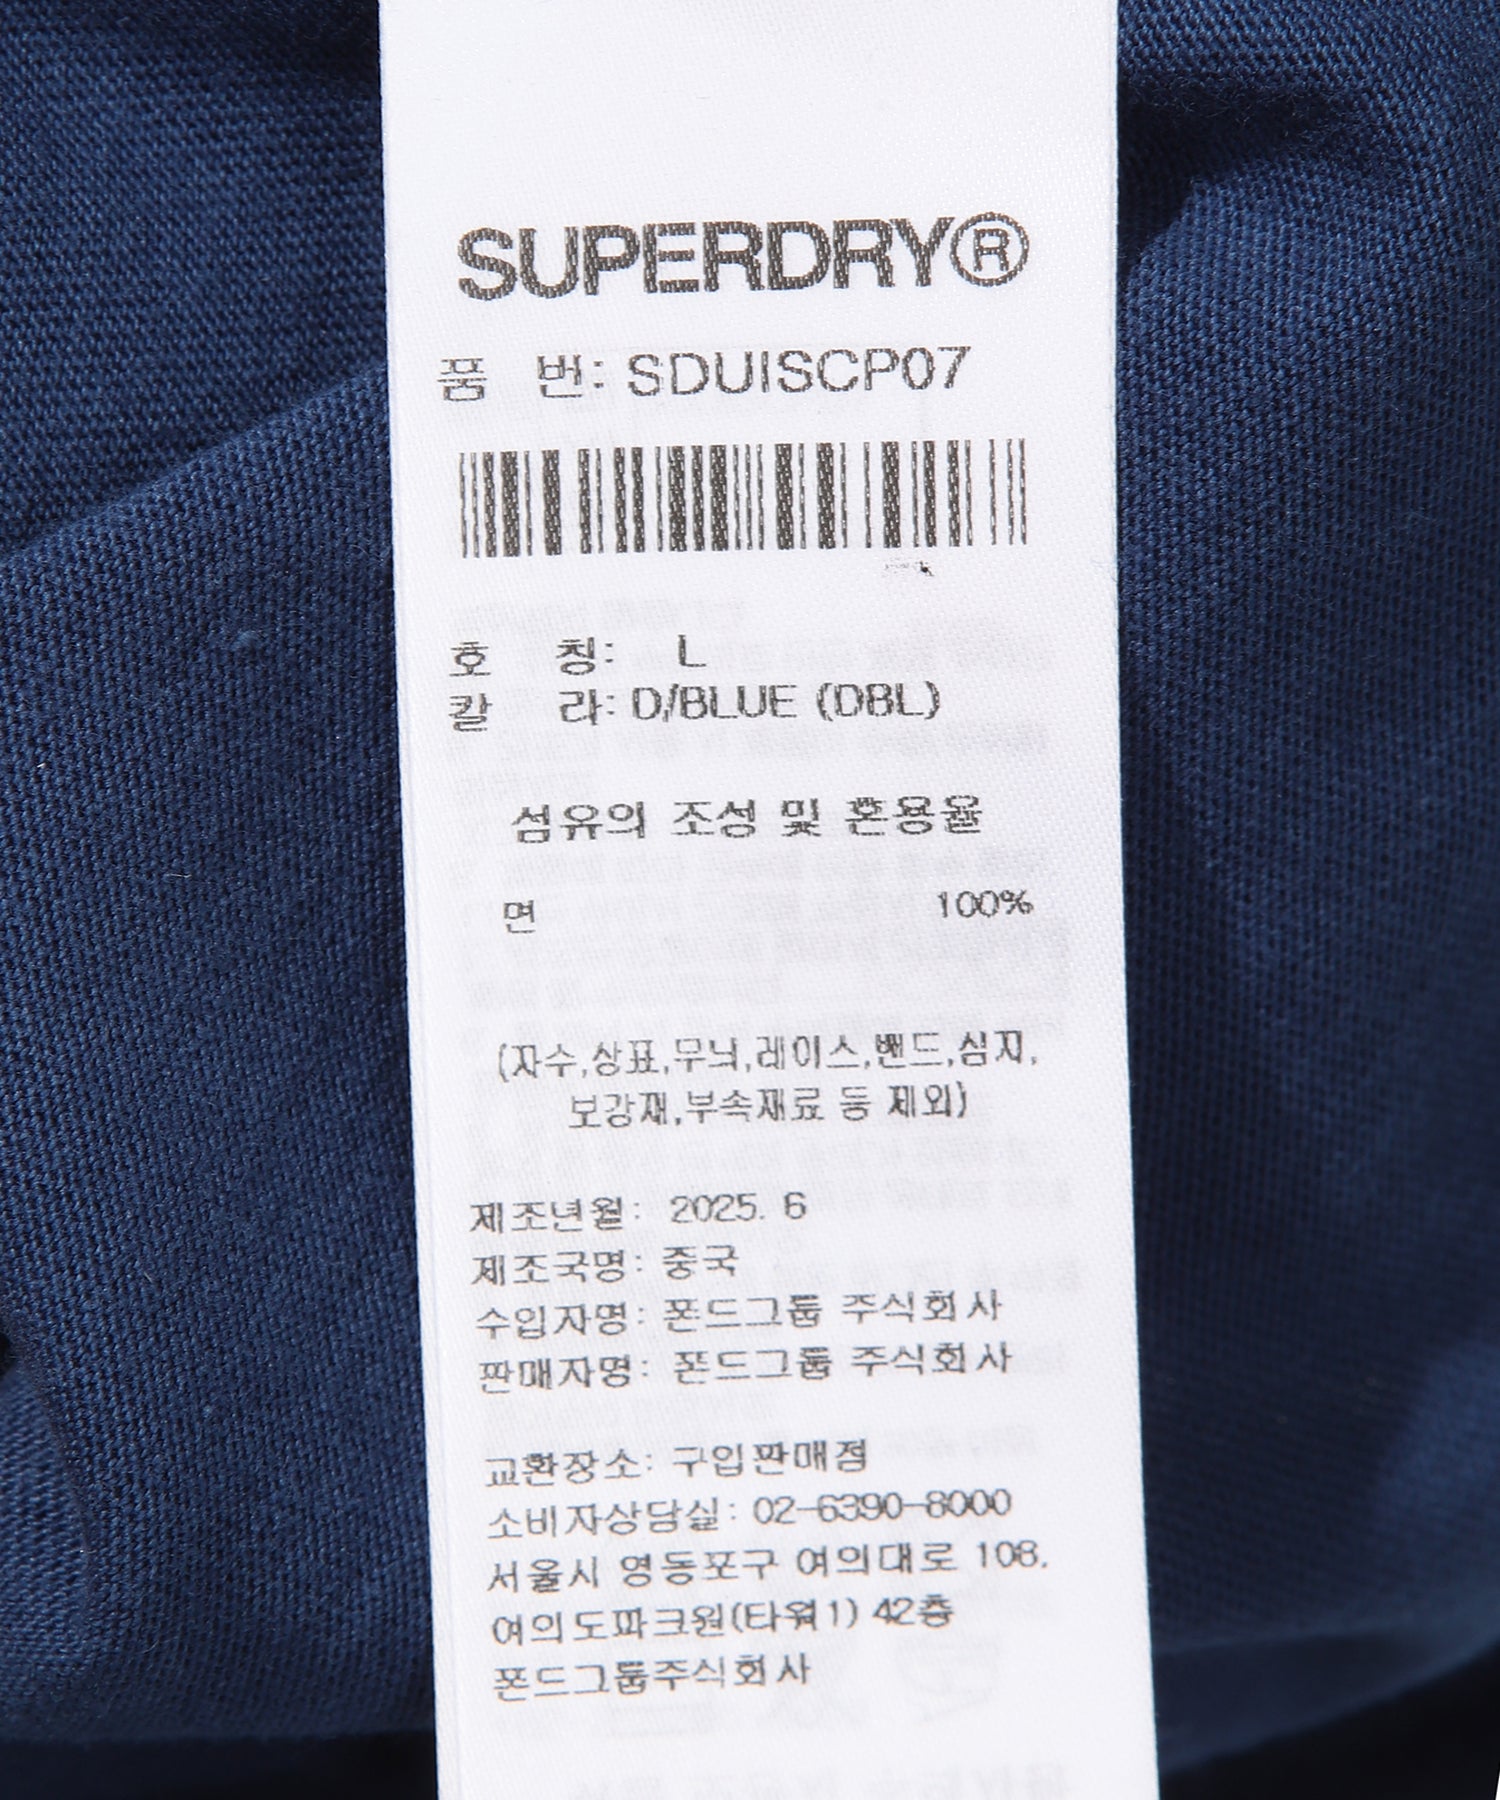 SUPERDRY®
품 번: SDUISCP07
호 칭: L
칼 라: D/BLUE (DBL)
섬유의 조성 및 혼용율
면 100%
(자수,상표,무늬,레이스,밴드,심지,
보강재,부속재료 등 제외)
제조년월: 2025. 6
제조국명: 중국
수입자명: 폰드그룹 주식회사
판매자명: 폰드그룹 주식회사
교환장소: 구입판매점
소비자상담실: 02-6390-8000
서울시 영등포구 여의대로 108,
여의도파크원(타워1) 42층
폰드그룹주식회사